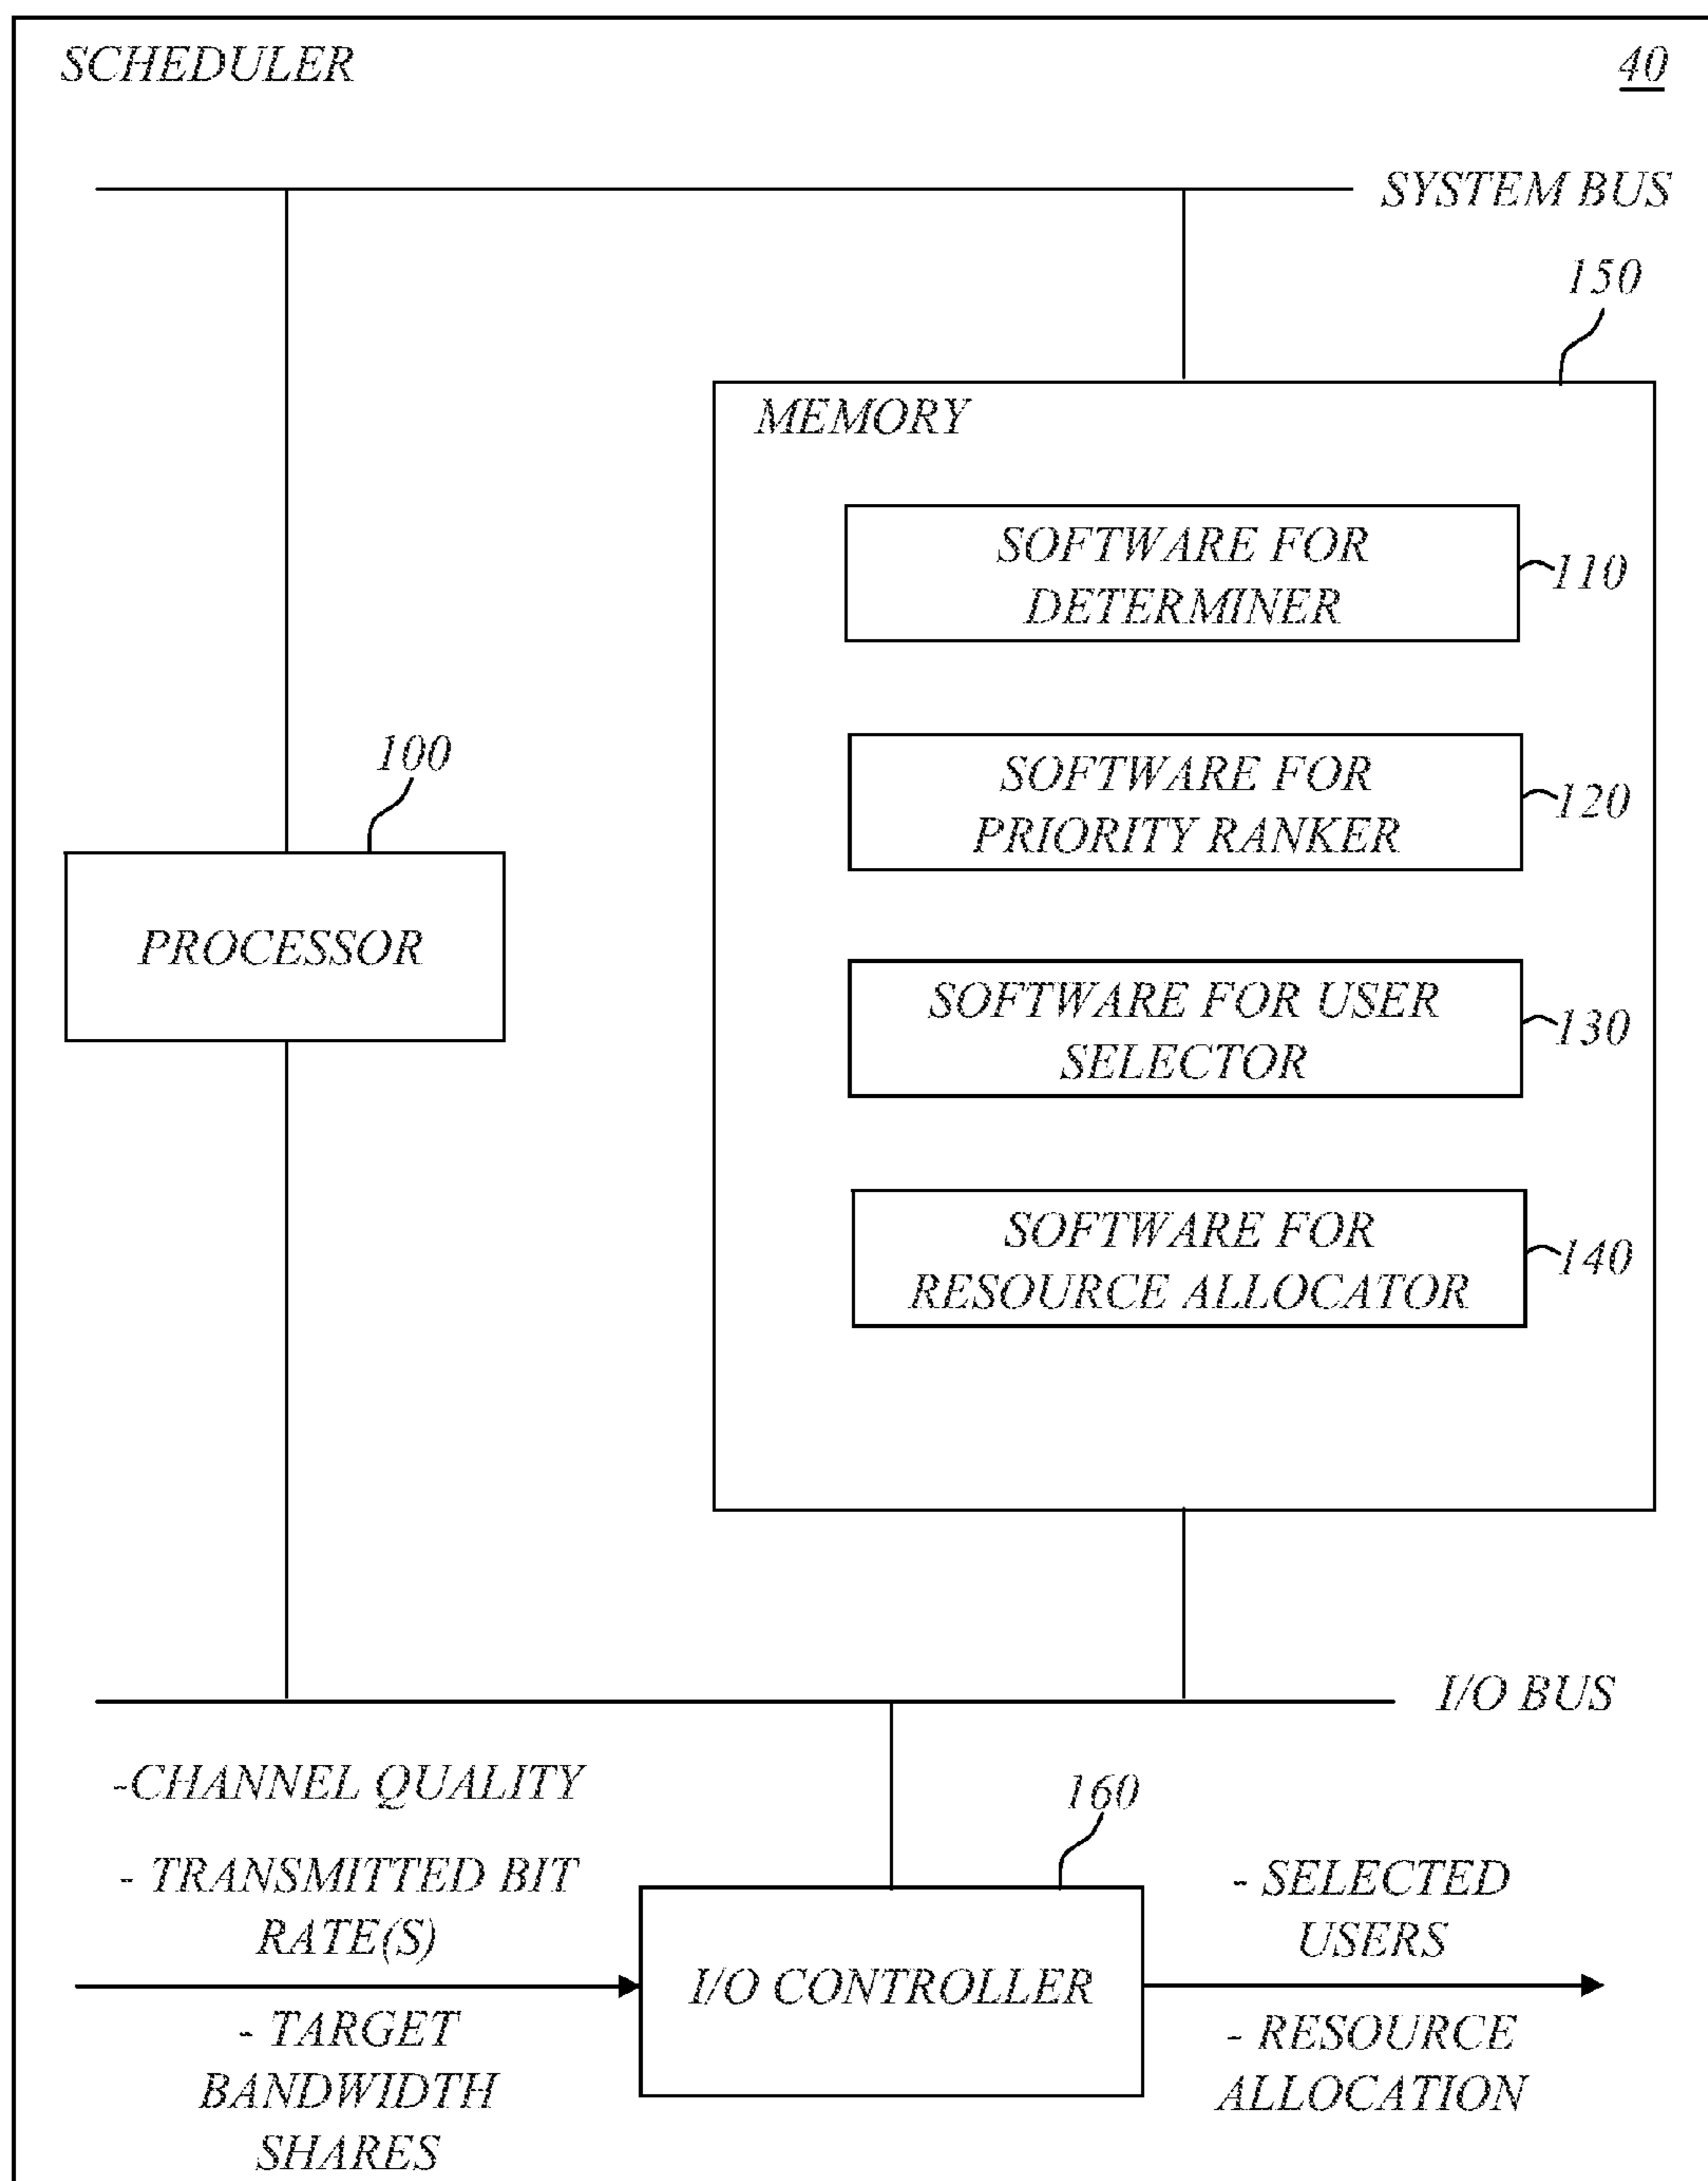 SCHEDULER
40
SYSTEM BUS
150
MEMORY
SOFTWARE FOR
DETERMINER
110
100
SOFTWARE FOR
PRIORITY RANKER
120
PROCESSOR
SOFTWARE FOR USER
SELECTOR
130
SOFTWARE FOR
RESOURCE ALLOCATOR
140
I/O BUS
-CHANNEL QUALITY
160
- TRANSMITTED BIT
RATE(S)
- TARGET
BANDWIDTH
SHARES
I/O CONTROLLER
- SELECTED
USERS
- RESOURCE
ALLOCATION